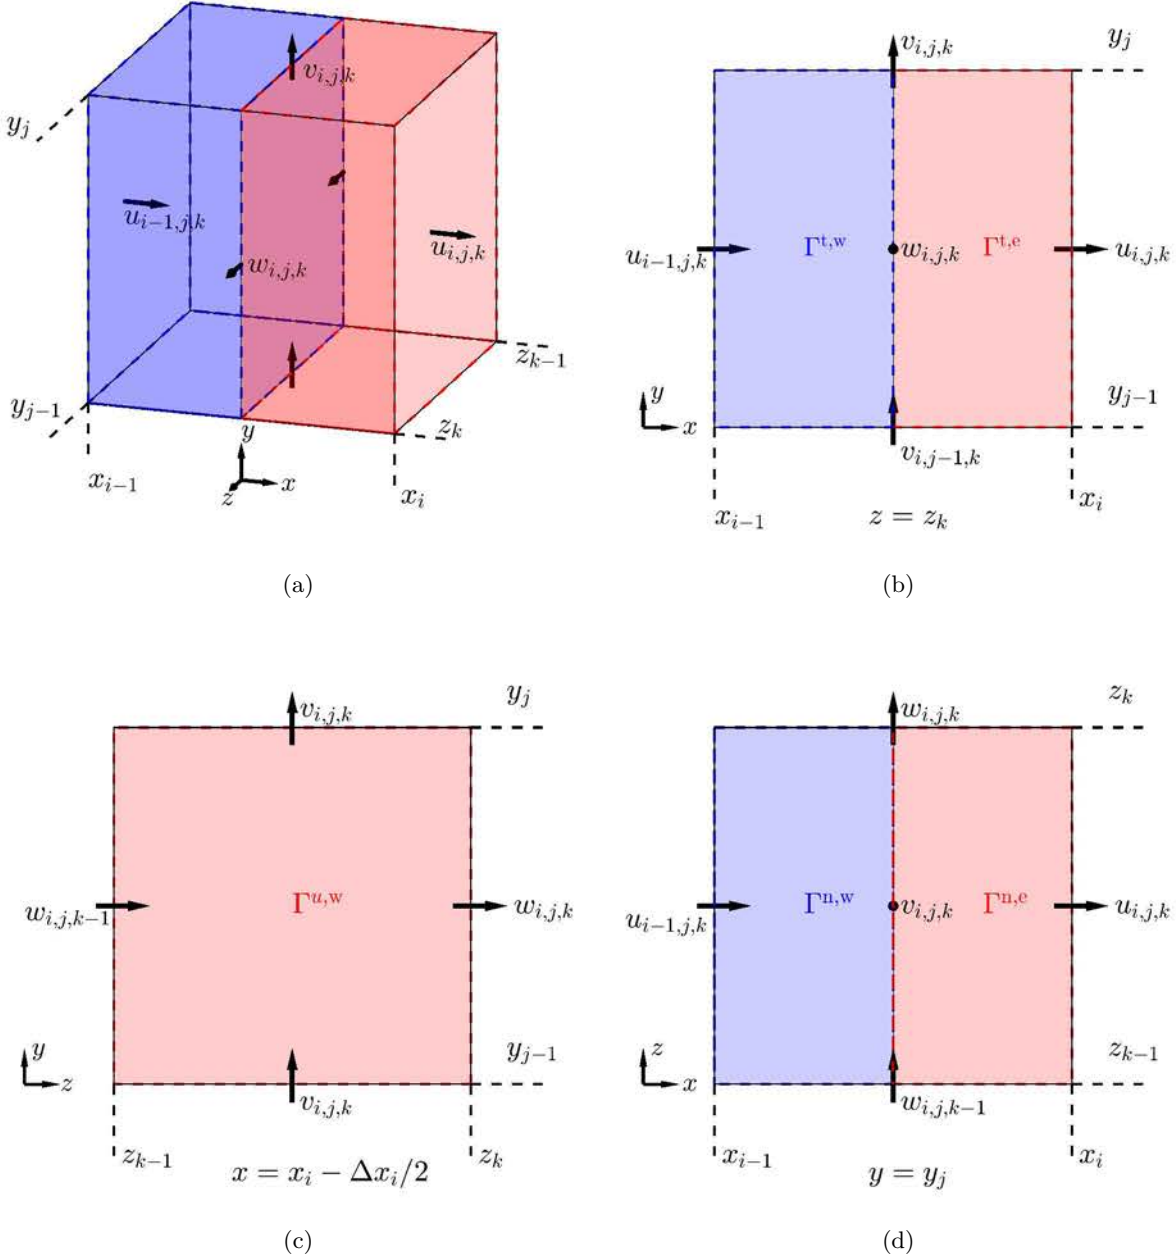 v_{i,j,k}
y_j
u_{i−1,j,k}
u_{i,j,k}
w_{i,j,k}
z_{k−1}
y_{j−1}
z_k
y
x_{i−1}
z
x
x_i
(a)
v_{i,j,k}
y_j
u_{i−1,j,k}
Γ^{t,w}
w_{i,j,k}
Γ^{t,e}
u_{i,j,k}
y
x
y_{j−1}
v_{i,j−1,k}
x_{i−1}
z = z_k
x_i
(b)
v_{i,j,k}
y_j
w_{i,j,k−1}
Γ^{u,w}
w_{i,j,k}
y
z
y_{j−1}
v_{i,j,k}
z_{k−1}
x = x_i − Δx_i/2
z_k
(c)
w_{i,j,k}
z_k
u_{i−1,j,k}
Γ^{n,w}
v_{i,j,k}
Γ^{n,e}
u_{i,j,k}
z
x
z_{k−1}
w_{i,j,k−1}
x_{i−1}
y = y_j
x_i
(d)